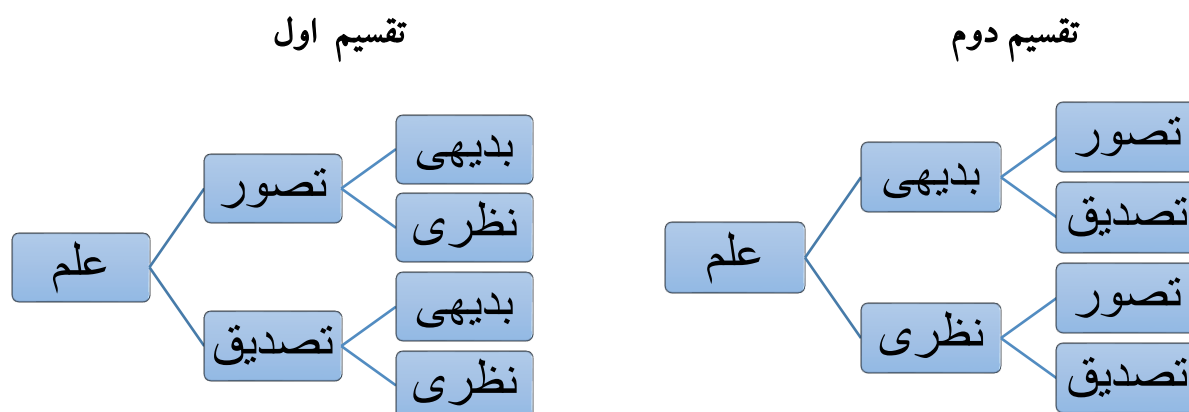 تقسیم اول
علم
تصور
بدیهی
نظری
تصدیق
بدیهی
نظری
تقسیم دوم
علم
بدیهی
تصور
تصدیق
نظری
تصور
تصدیق